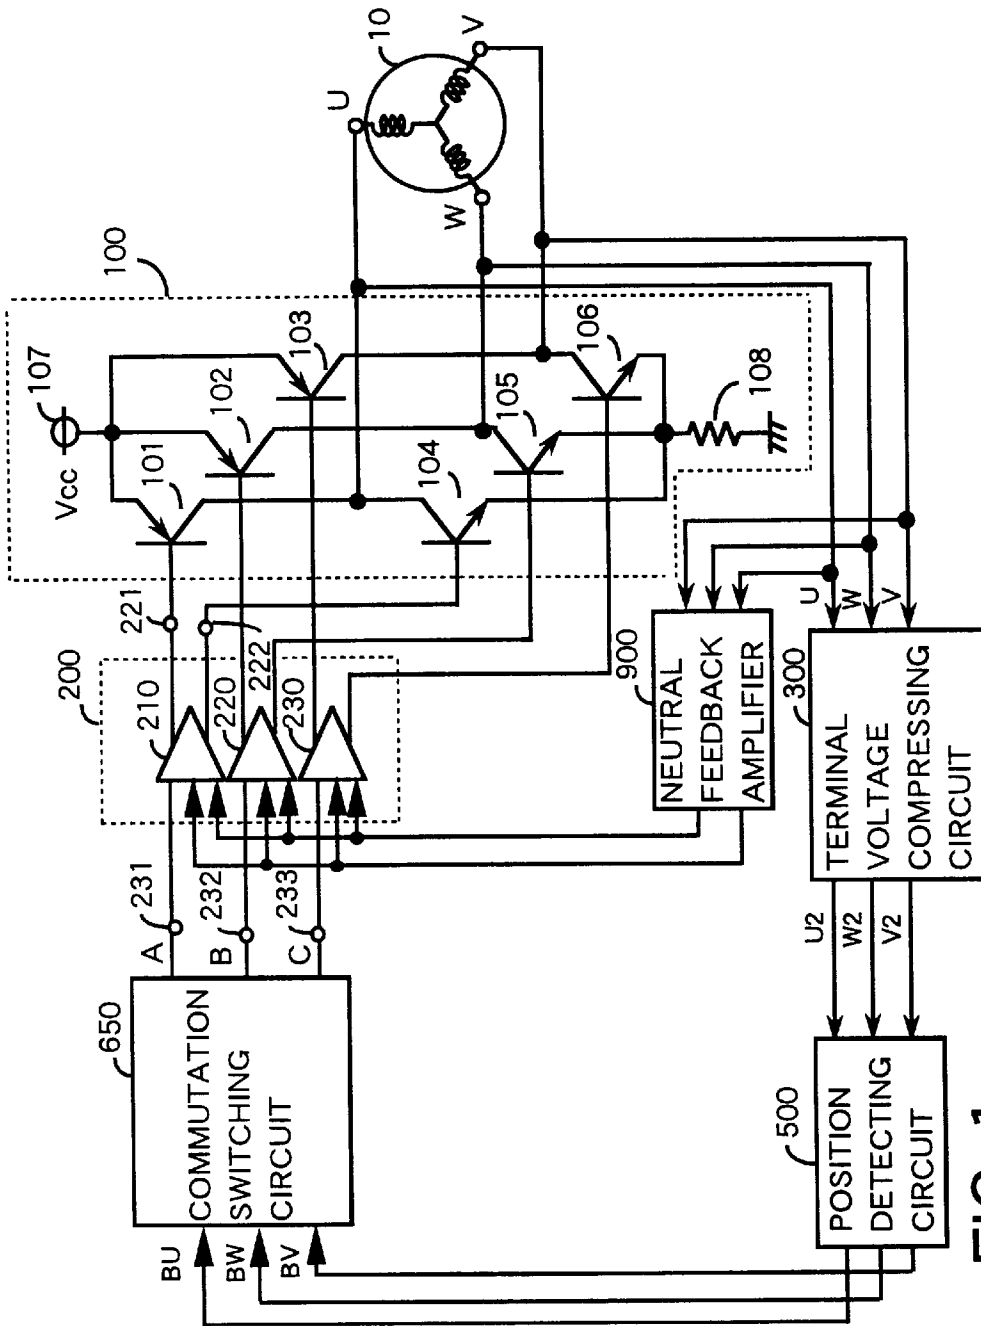 Vcc
107
100
101
102
103
104
105
106
108
U
V
W
10
200
210
220
230
221
222
A
231
B
232
C
233
650
COMMUTATION
SWITCHING
CIRCUIT
BU
BW
BV
900
NEUTRAL
FEEDBACK
AMPLIFIER
U
W
V
300
TERMINAL
VOLTAGE
COMPRESSING
CIRCUIT
U2
W2
V2
500
POSITION
DETECTING
CIRCUIT
FIG. 1